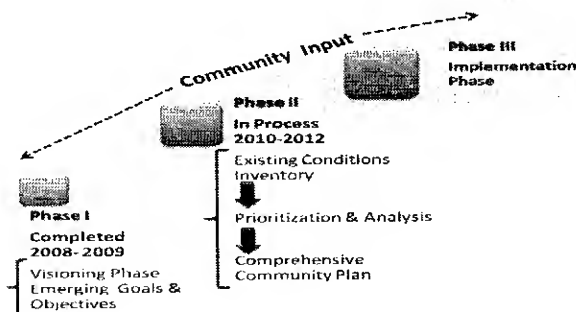 Community Input
Phase III
Implementation
Phase
Phase II
In Process
2010-2012
Existing Conditions
Inventory
Prioritization & Analysis
Comprehensive
Community Plan
Phase I
Completed
2008-2009
Visioning Phase
Emerging Goals &
Objectives